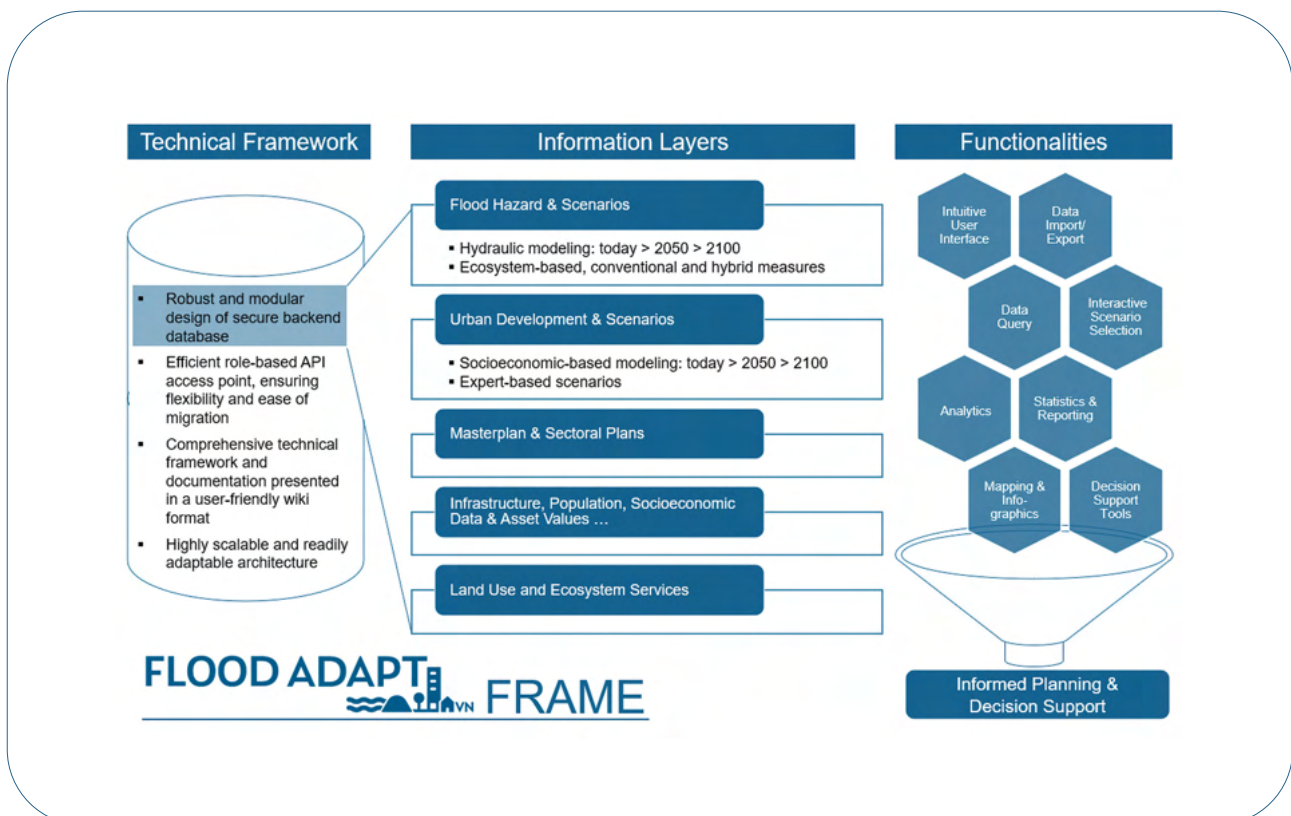 Technical Framework
Information Layers
Functionalities
▪ Robust and modular
design of secure backend
database
▪ Efficient role-based API
access point, ensuring
flexibility and ease of
migration
▪ Comprehensive technical
framework and
documentation presented
in a user-friendly wiki
format
▪ Highly scalable and readily
adaptable architecture
Flood Hazard & Scenarios
▪ Hydraulic modeling: today > 2050 > 2100
▪ Ecosystem-based, conventional and hybrid measures
Urban Development & Scenarios
▪ Socioeconomic-based modeling: today > 2050 > 2100
▪ Expert-based scenarios
Masterplan & Sectoral Plans
Infrastructure, Population, Socioeconomic
Data & Asset Values ...
Land Use and Ecosystem Services
Intuitive
User
Interface
Data
Import/
Export
Data
Query
Interactive
Scenario
Selection
Analytics
Statistics &
Reporting
Mapping &
Info-
graphics
Decision
Support
Tools
Informed Planning &
Decision Support
FLOOD ADAPT VN FRAME